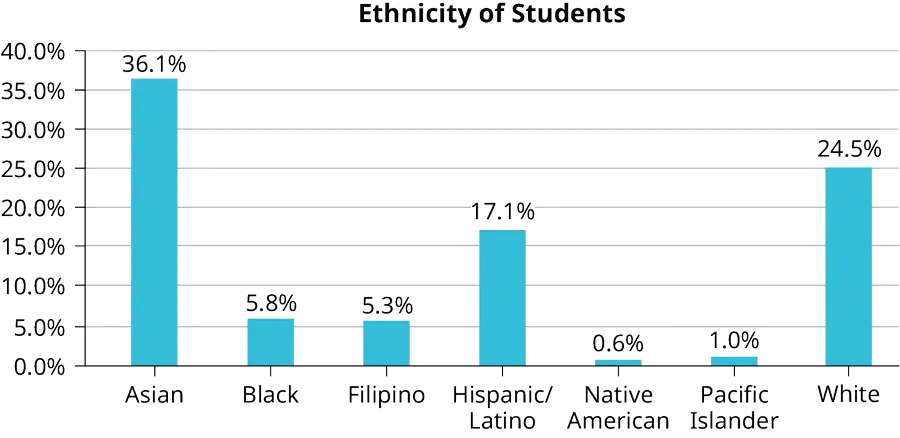 Ethnicity of Students
40.0%
35.0%
30.0%
25.0%
20.0%
15.0%
10.0%
5.0%
0.0%
36.1%
5.8%
5.3%
17.1%
0.6%
1.0%
24.5%
Asian
Black
Filipino
Hispanic/
Latino
Native
American
Pacific
Islander
White